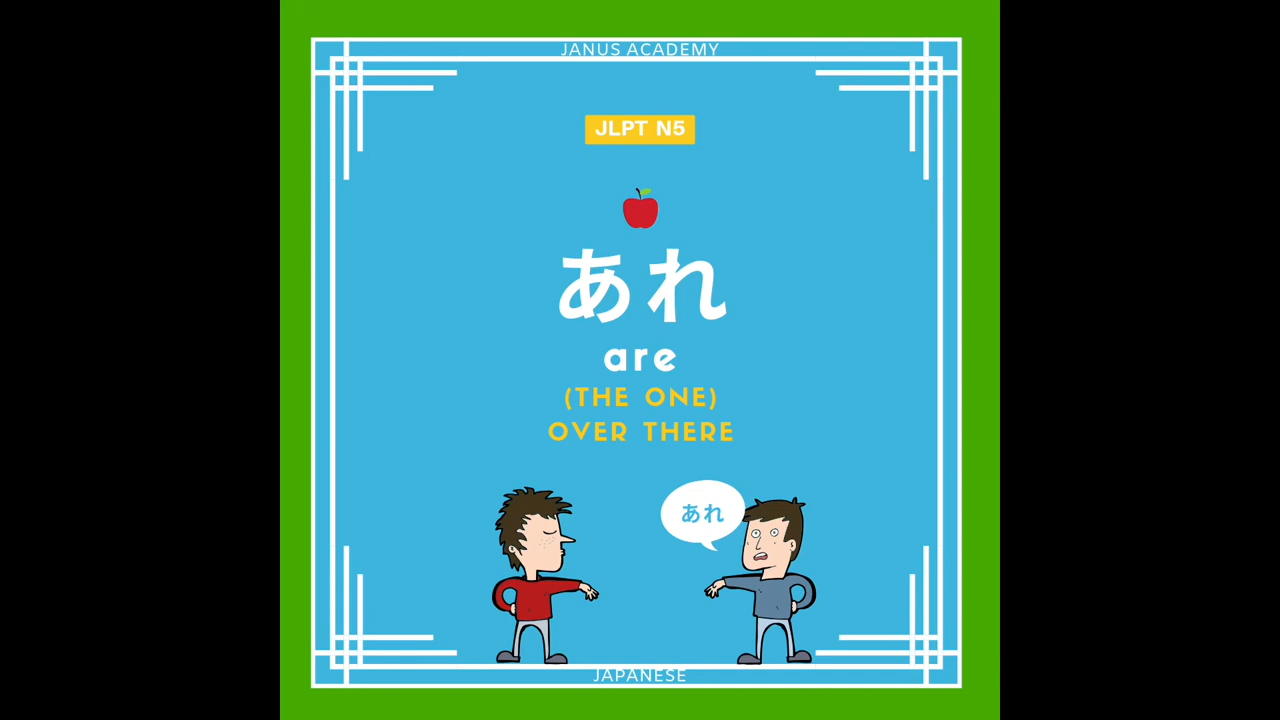 JANUS ACADEMY
JLPT N5
あれ
are
(THE ONE)
OVER THERE
あれ
JAPANESE